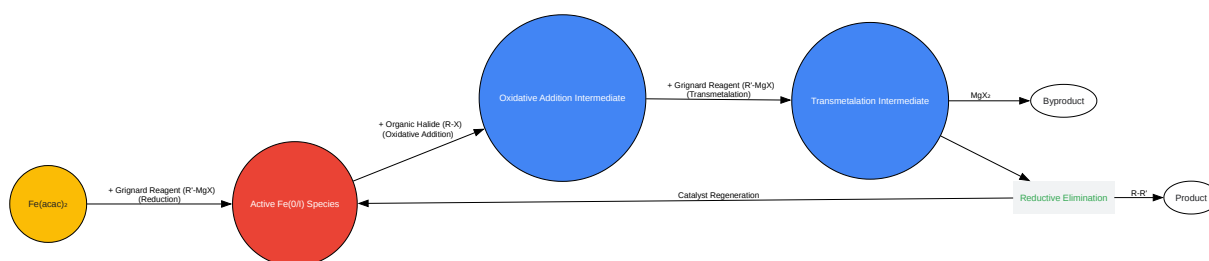 Fe(acac)₂
+ Grignard Reagent (R'-MgX)
(Reduction)
Active Fe(0/I) Species
+ Organic Halide (R-X)
(Oxidative Addition)
Oxidative Addition Intermediate
+ Grignard Reagent (R'-MgX)
(Transmetalation)
Transmetalation Intermediate
MgX₂
Byproduct
Catalyst Regeneration
Reductive Elimination
R-R'
Product